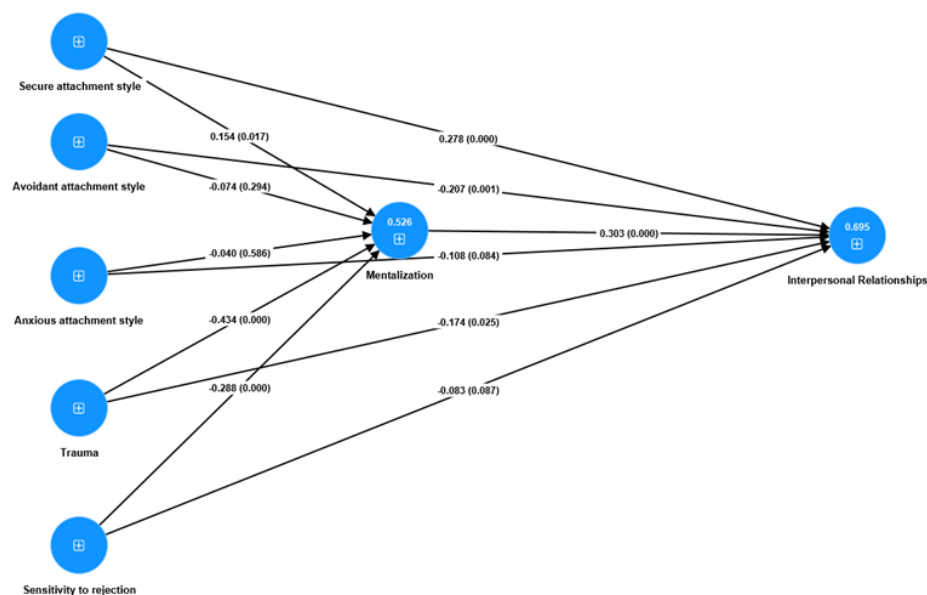 Secure attachment style
0.154 (0.017)
0.278 (0.000)
Avoidant attachment style
-0.074 (0.294)
-0.207 (0.001)
0.526
Mentalization
0.303 (0.000)
0.695
Interpersonal Relationships
-0.040 (0.586)
-0.108 (0.084)
Anxious attachment style
-0.434 (0.000)
-0.174 (0.025)
Trauma
-0.288 (0.000)
-0.083 (0.087)
Sensitivity to rejection